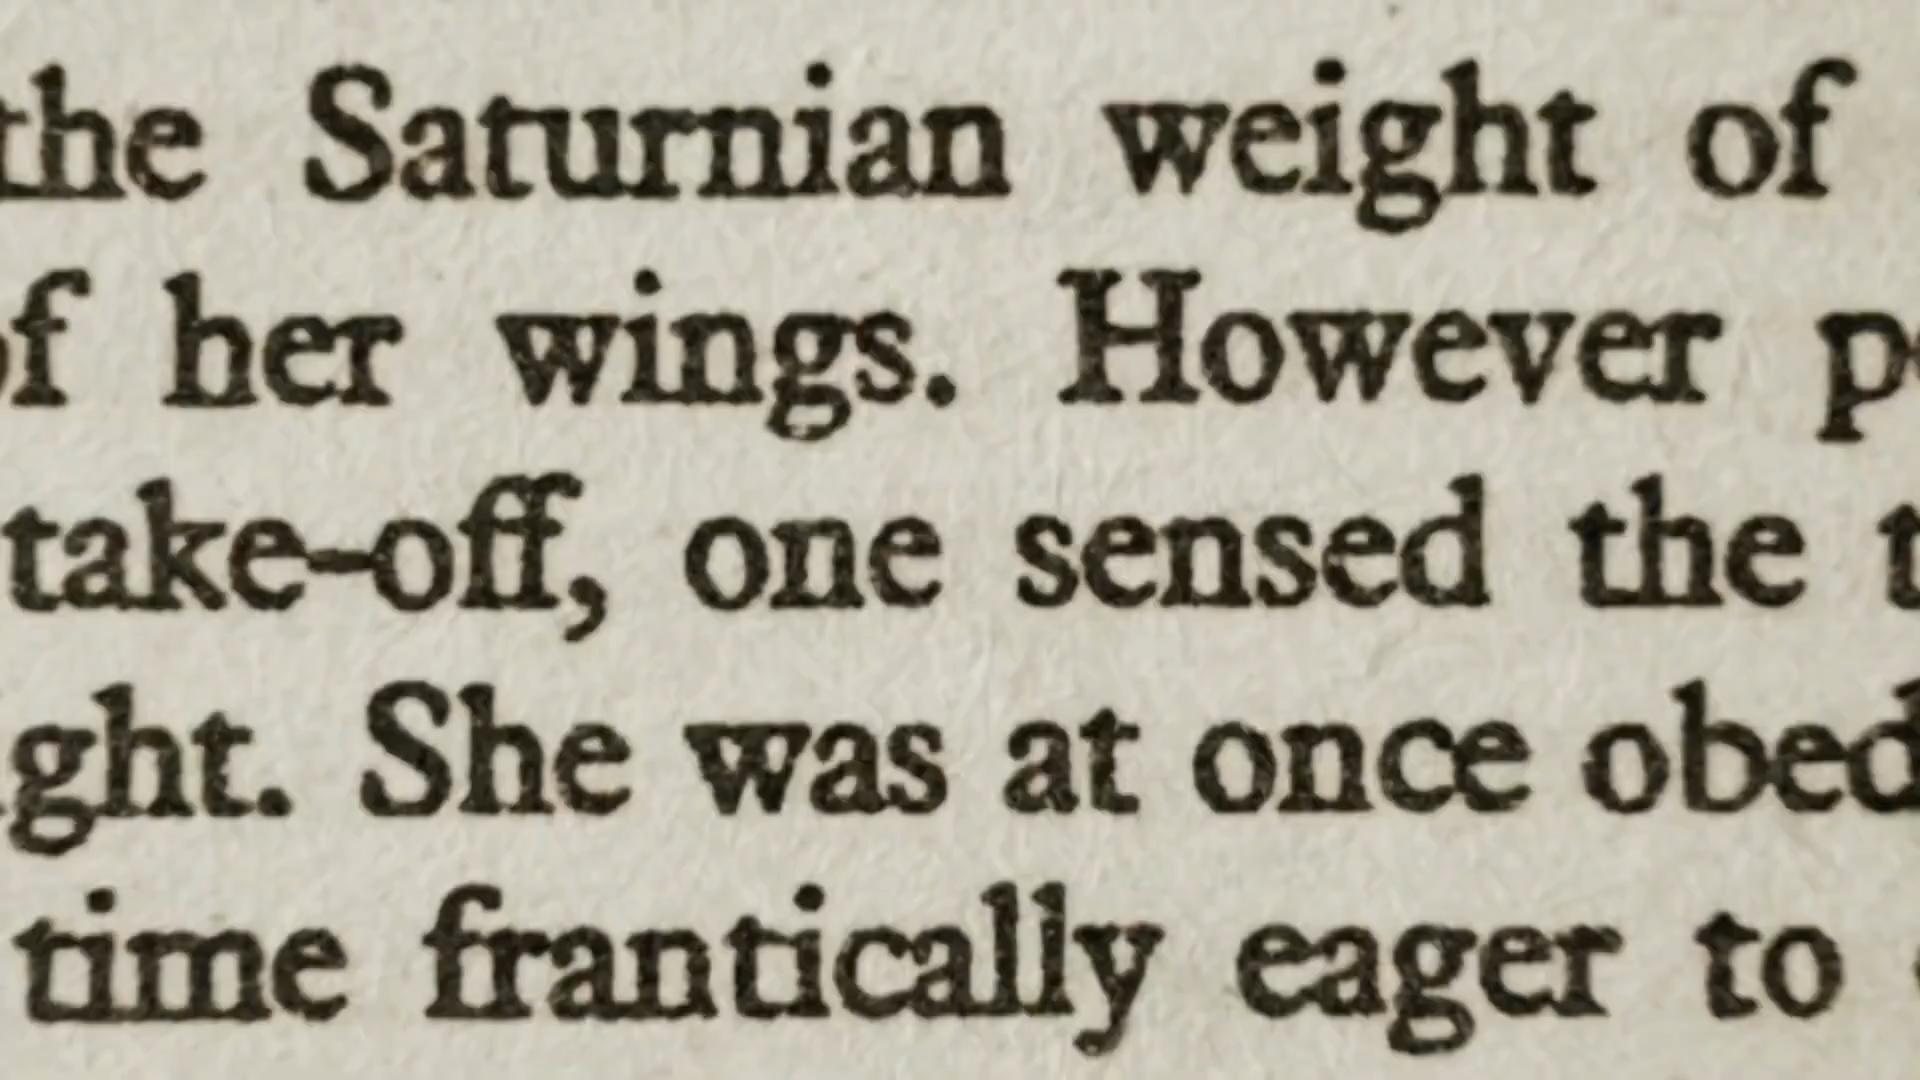 the Saturnian weight of
of her wings. However
take-off, one sensed the
ght. She was at once obed
time frantically eager to